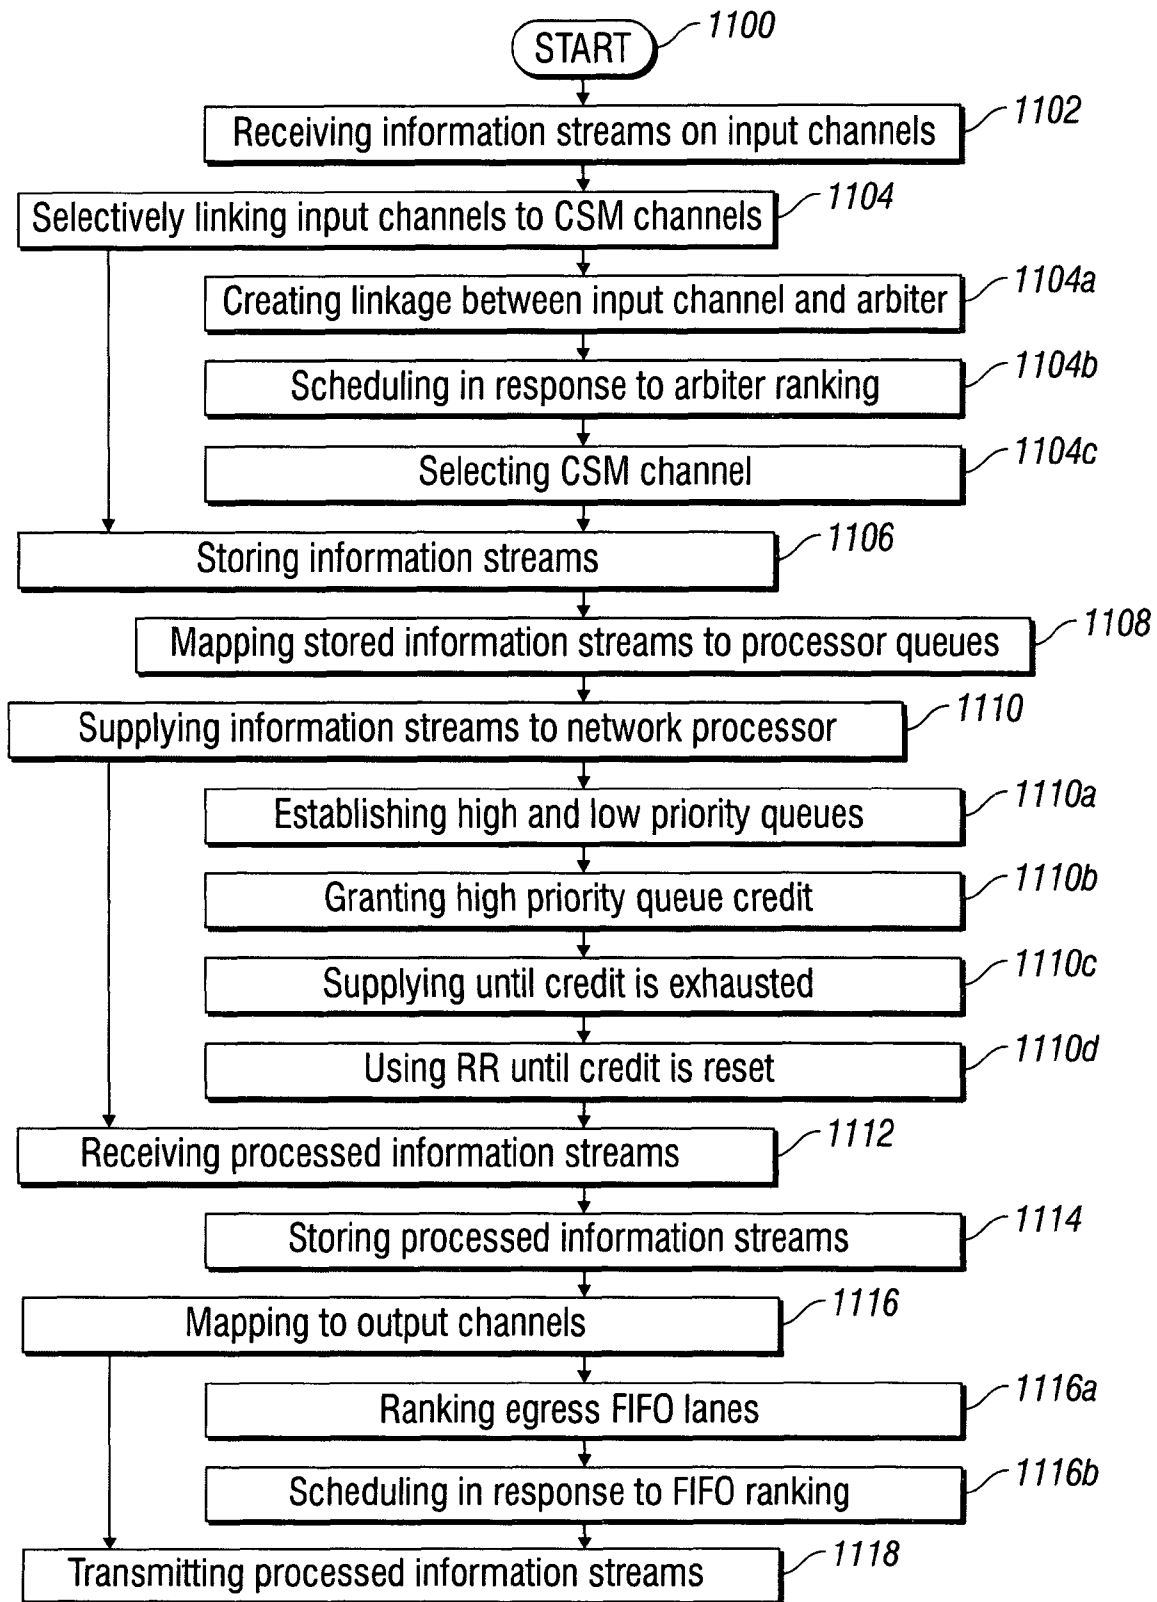 START
1100
Receiving information streams on input channels
1102
Selectively linking input channels to CSM channels
1104
Creating linkage between input channel and arbiter
1104a
Scheduling in response to arbiter ranking
1104b
Selecting CSM channel
1104c
Storing information streams
1106
Mapping stored information streams to processor queues
1108
Supplying information streams to network processor
1110
Establishing high and low priority queues
1110a
Granting high priority queue credit
1110b
Supplying until credit is exhausted
1110c
Using RR until credit is reset
1110d
Receiving processed information streams
1112
Storing processed information streams
1114
Mapping to output channels
1116
Ranking egress FIFO lanes
1116a
Scheduling in response to FIFO ranking
1116b
Transmitting processed information streams
1118